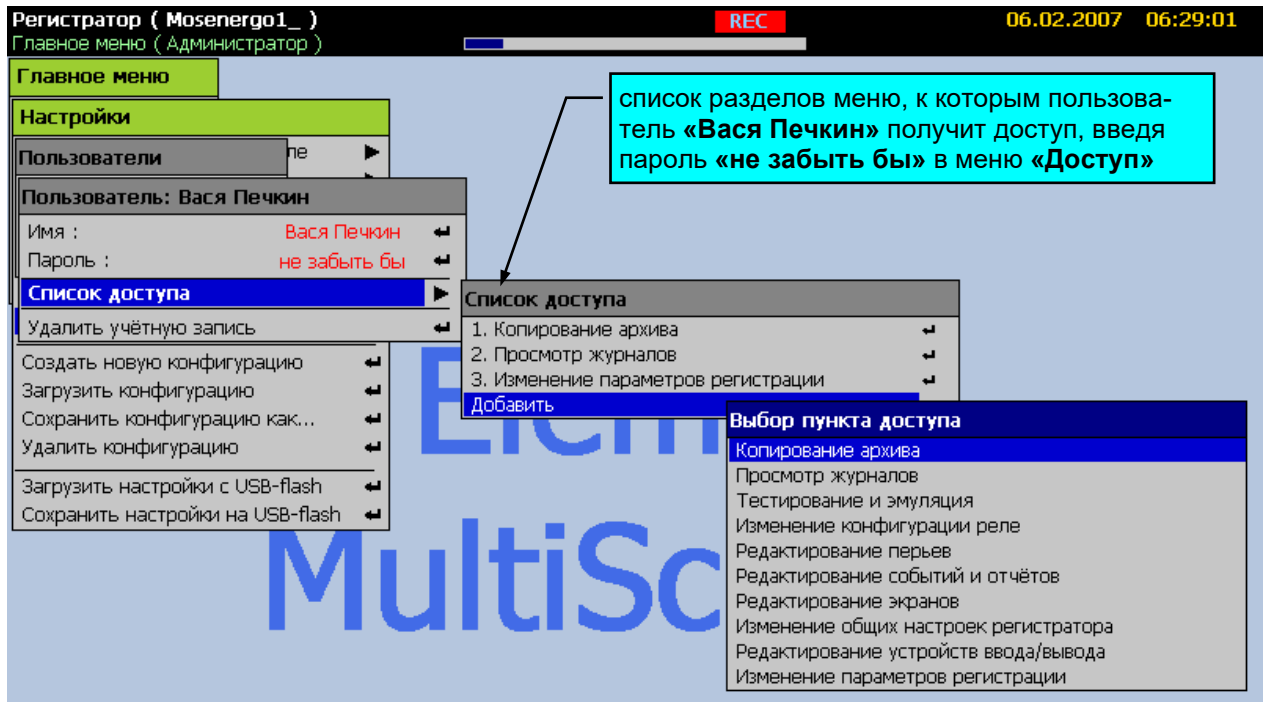 Регистратор ( Mosenergo1_ )
REC
06.02.2007 06:29:01
Главное меню ( Администратор )
Главное меню
Настройки
Пользователи
ле
Пользователь: Вася Печкин
Имя : Вася Печкин
Пароль : не забыть бы
Список доступа
Удалить учётную запись
Создать новую конфигурацию
Загрузить конфигурацию
Сохранить конфигурацию как...
Удалить конфигурацию
Загрузить настройки с USB-flash
Сохранить настройки на USB-flash
список разделов меню, к которым пользова-
тель «Вася Печкин» получит доступ, введя
пароль «не забыть бы» в меню «Доступ»
Список доступа
1. Копирование архива
2. Просмотр журналов
3. Изменение параметров регистрации
Добавить
Выбор пункта доступа
Копирование архива
Просмотр журналов
Тестирование и эмуляция
Изменение конфигурации реле
Редактирование перьев
Редактирование событий и отчётов
Редактирование экранов
Изменение общих настроек регистратора
Редактирование устройств ввода/вывода
Изменение параметров регистрации
MultiSc